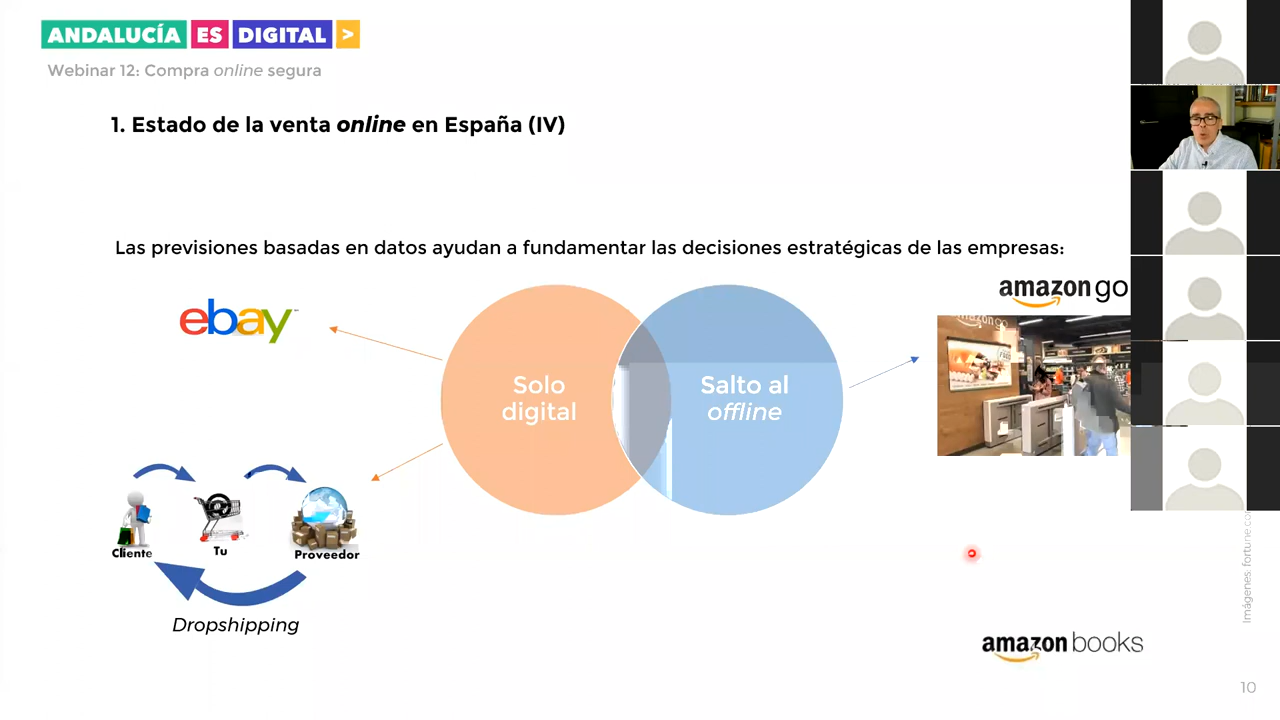 ANDALUCÍA ES DIGITAL >
Webinar 12: Compra online segura
1. Estado de la venta online en España (IV)
Las previsiones basadas en datos ayudan a fundamentar las decisiones estratégicas de las empresas:
ebay
amazon go
amazon go
Solo
digital
Salto al
offline
Cliente
Tu
Proveedor
Dropshipping
Imágenes: fortune
amazon books
10